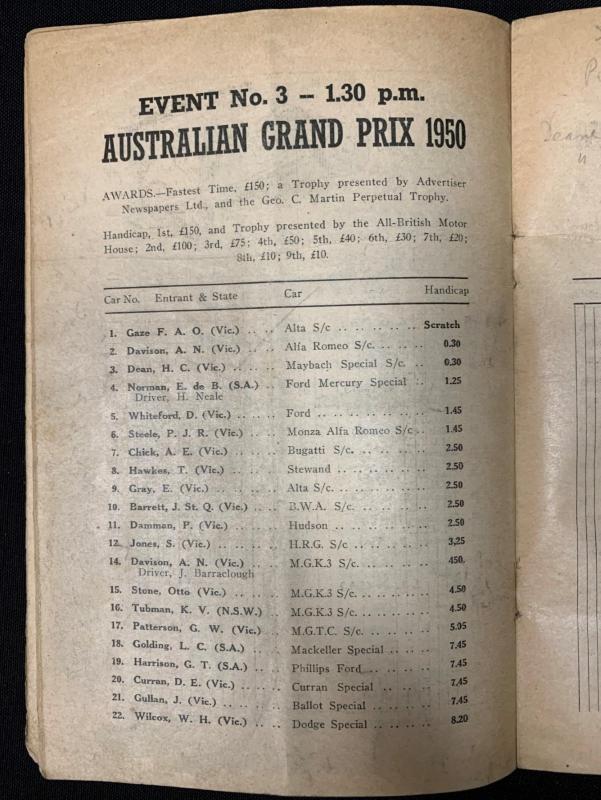 EVENT No. 3 – 1.30 p.m.
AUSTRALIAN GRAND PRIX 1950
AWARDS.—Fastest Time, £150; a Trophy presented by Advertiser
Newspapers Ltd., and the Geo. C. Martin Perpetual Trophy.
Handicap, 1st, £150, and Trophy presented by the All-British Motor
House; 2nd, £100; 3rd, £75; 4th, £50; 5th, £40; 6th, £30; 7th, £20;
8th, £10; 9th, £10.
Car No. Entrant & State Car Handicap
1. Gaze F. A. O. (Vic.) .. .. Alta S/c .. .. .. .. .. Scratch
2. Davison, A. N. (Vic.) .. .. Alfa Romeo S/c. .. .. .. 0.30
3. Dean, H. C. (Vic.) .. .. .. Maybach Special S/c. .. 0.30
4. Norman, E. de B. (S.A.) .. Ford Mercury Special .. 1.25
Driver, H. Neale
5. Whiteford, D. (Vic.) .. .. .. Ford .. .. .. .. .. .. .. 1.45
6. Steele, P. J. R. (Vic.) .. .. Monza Alfa Romeo S/c .. 1.45
7. Chick, A. E. (Vic.) .. .. .. Bugatti S/c. .. .. .. .. 2.50
8. Hawkes, T. (Vic.) .. .. .. Stewand .. .. .. .. .. .. 2.50
9. Gray, E. (Vic.) .. .. .. .. Alta S/c. .. .. .. .. .. 2.50
10. Barrett, J. St. Q. (Vic.) .. .. B.W.A. S/c. .. .. .. .. 2.50
11. Damman, P. (Vic.) .. .. .. Hudson .. .. .. .. .. .. 2.50
12. Jones, S. (Vic.) .. .. .. .. H.R.G. S/c .. .. .. .. .. 3,25
14. Davison, A. N. (Vic.) .. .. M.G.K3 S/c. .. .. .. .. 450.
Driver, J. Barraclough
15. Stone, Otto (Vic.) .. .. .. M.G.K.3 S/c. .. .. .. .. 4.50
16. Tubman, K. V. (N.S.W.) .. M.G.K.3 S/c. .. .. .. .. 4.50
17. Patterson, G. W. (Vic.) .. M.G.T.C. S/c. .. .. .. .. 5.05
18. Golding, L. C. (S.A.) .. .. Mackeller Special .. .. .. 7.45
19. Harrison, G. T. (S.A.) .. .. Phillips Ford .. .. .. .. 7.45
20. Curran, D. E. (Vic.) .. .. Curran Special .. .. .. .. 7.45
21. Gullan, J. (Vic.) .. .. .. .. Ballot Special .. .. .. .. 7.45
22. Wilcox, W. H. (Vic.) .. .. Dodge Special .. .. .. .. 8.20